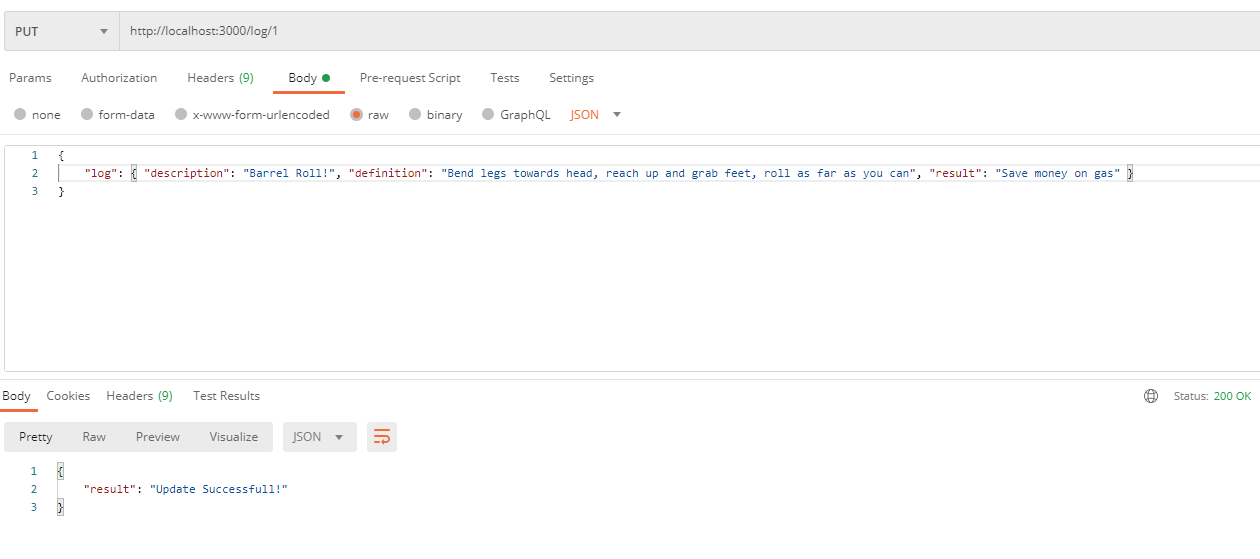 PUT http://localhost:3000/log/1
Params Authorization Headers (9) Body Pre-request Script Tests Settings
none form-data x-www-form-urlencoded raw binary GraphQL JSON
1 {
2 "log": { "description": "Barrel Roll!", "definition": "Bend legs towards head, reach up and grab feet, roll as far as you can", "result": "Save money on gas" }
3 }
Body Cookies Headers (9) Test Results Status: 200 OK
Pretty Raw Preview Visualize JSON
1 {
2 "result": "Update Successfull!"
3 }